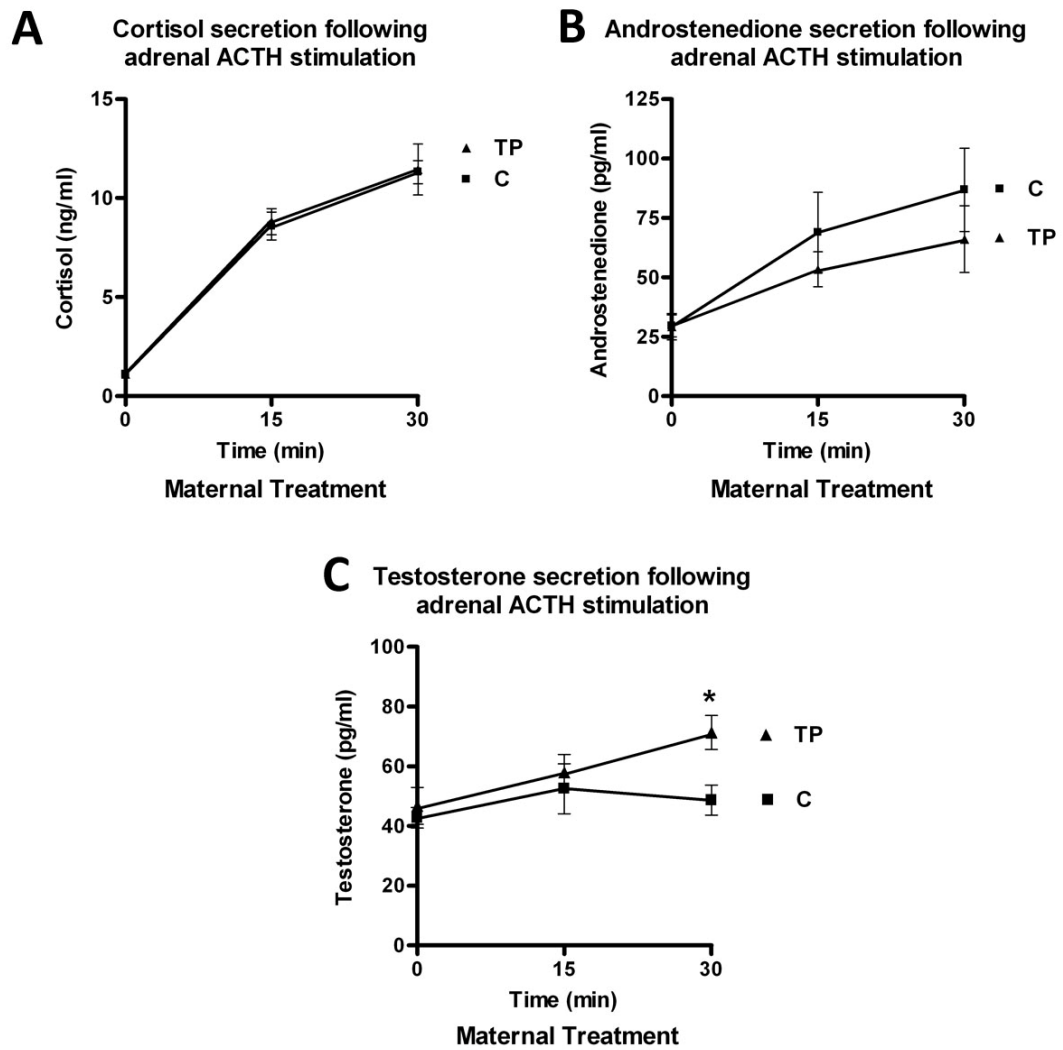 A
Cortisol secretion following
adrenal ACTH stimulation
15
10
5
0
Cortisol (ng/ml)
TP
C
0 15 30
Time (min)
Maternal Treatment
B
Androstenedione secretion following
adrenal ACTH stimulation
125
100
75
50
25
0
Androstenedione (pg/ml)
C
TP
0 15 30
Time (min)
Maternal Treatment
C
Testosterone secretion following
adrenal ACTH stimulation
100
80
60
40
20
0
Testosterone (pg/ml)
*
TP
C
0 15 30
Time (min)
Maternal Treatment